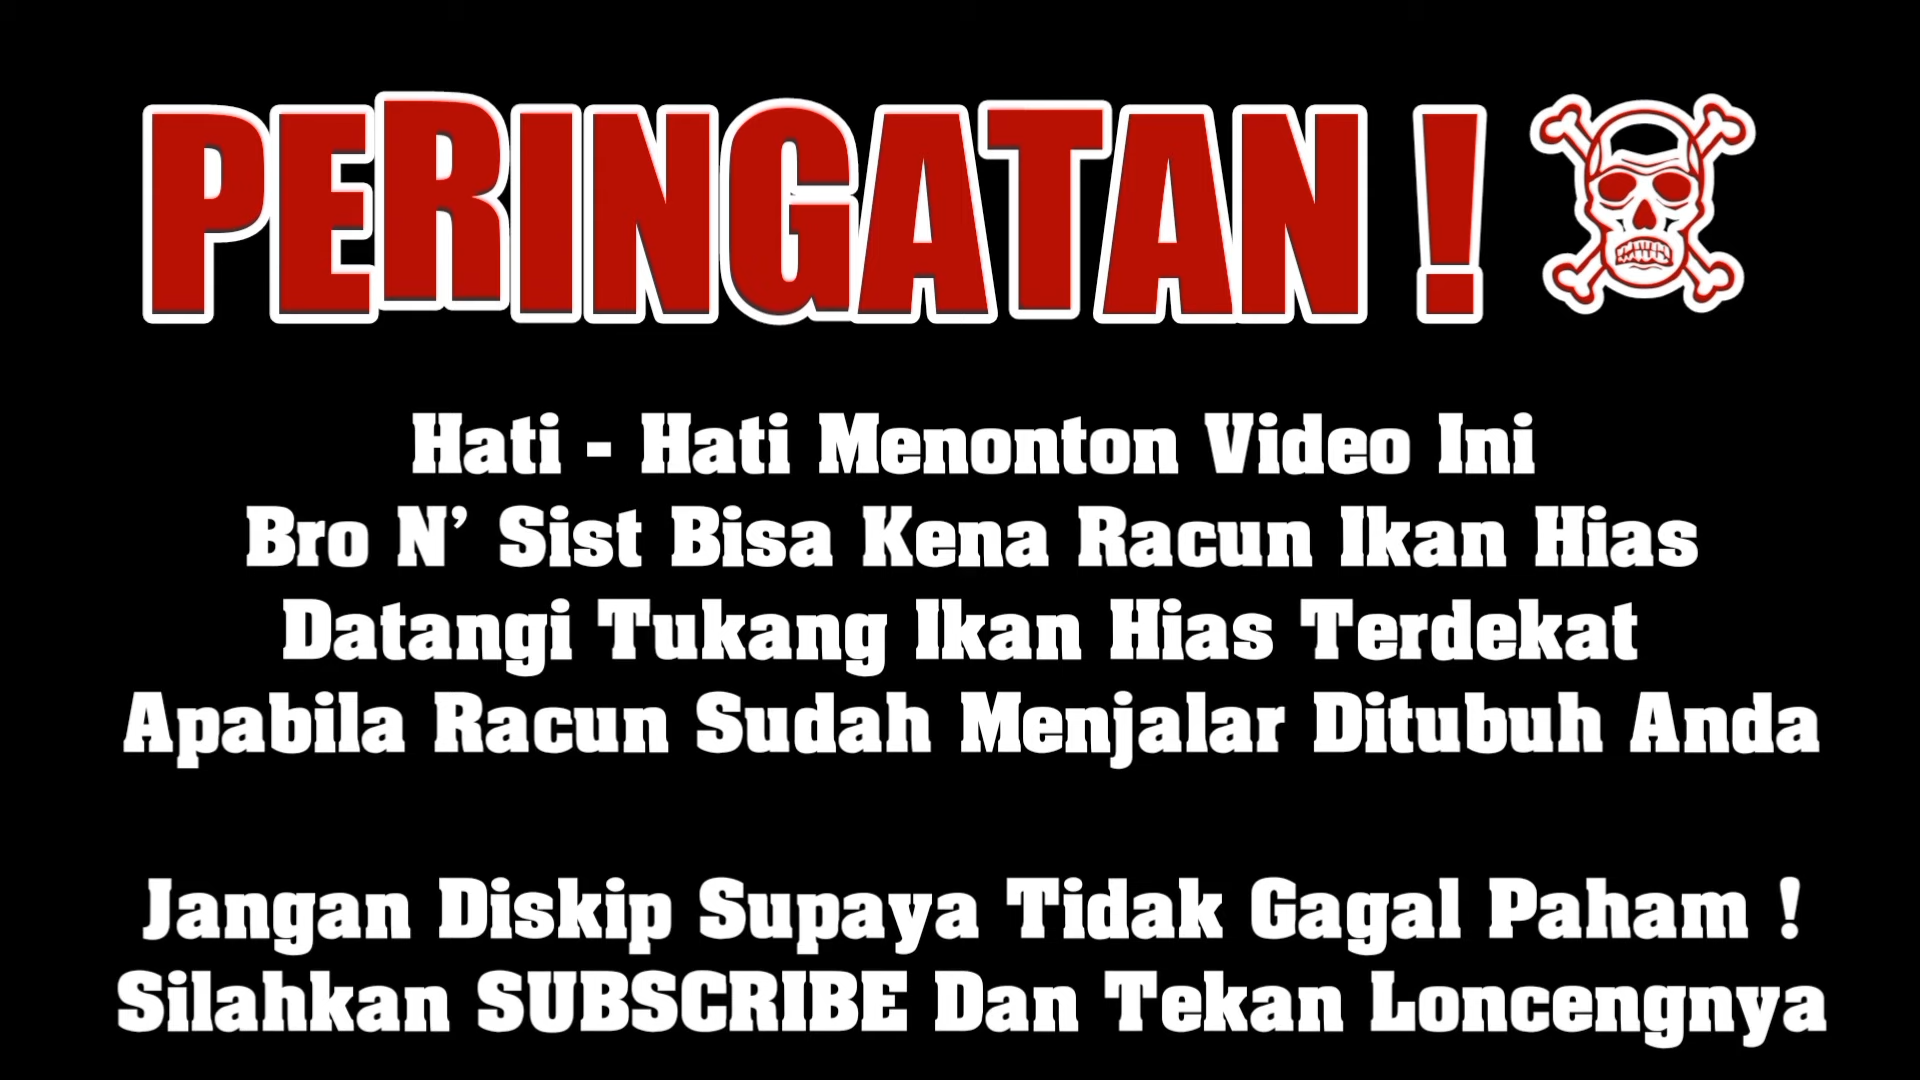 PERINGATAN !
Hati - Hati Menonton Video Ini
Bro N’ Sist Bisa Kena Racun Ikan Hias
Datangi Tukang Ikan Hias Terdekat
Apabila Racun Sudah Menjalar Ditubuh Anda
Jangan Diskip Supaya Tidak Gagal Paham !
Silahkan SUBSCRIBE Dan Tekan Loncengnya